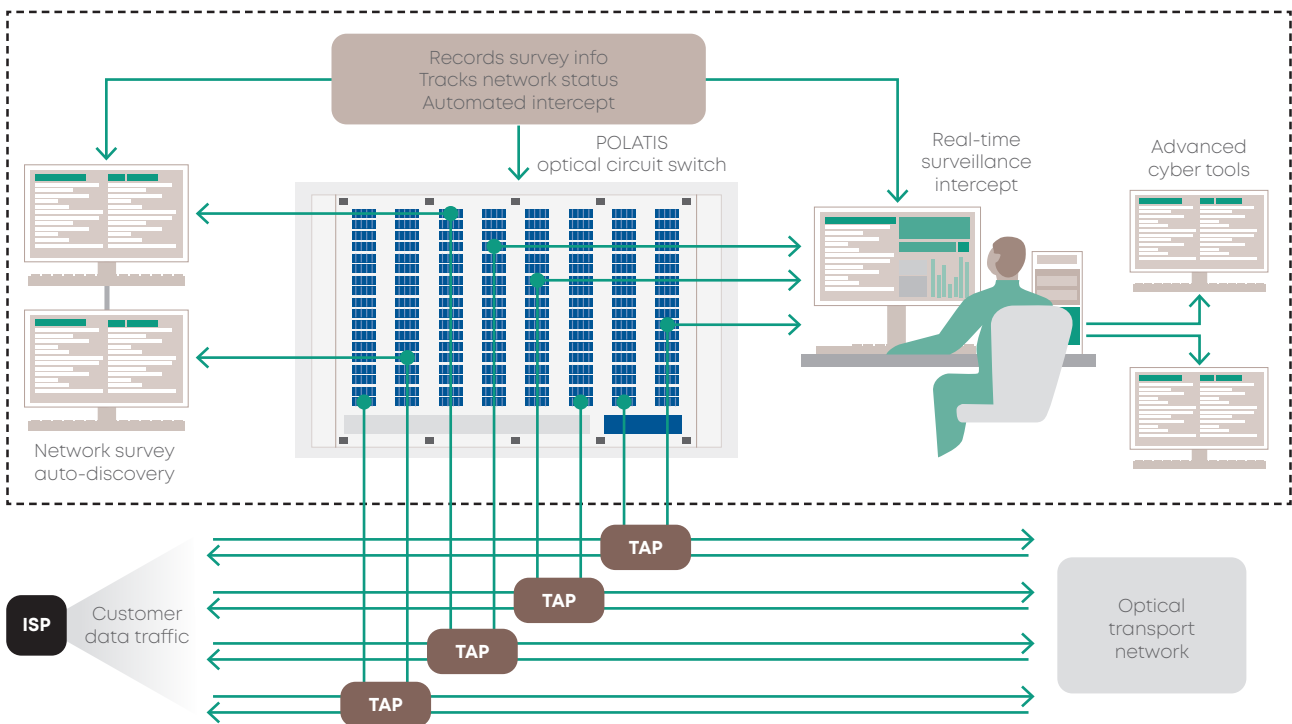 Records survey info
Tracks network status
Automated intercept
POLATIS
optical circuit switch
Real-time
surveillance
intercept
Advanced
cyber tools
Network survey
auto-discovery
TAP
TAP
TAP
TAP
ISP
Customer
data traffic
Optical
transport
network